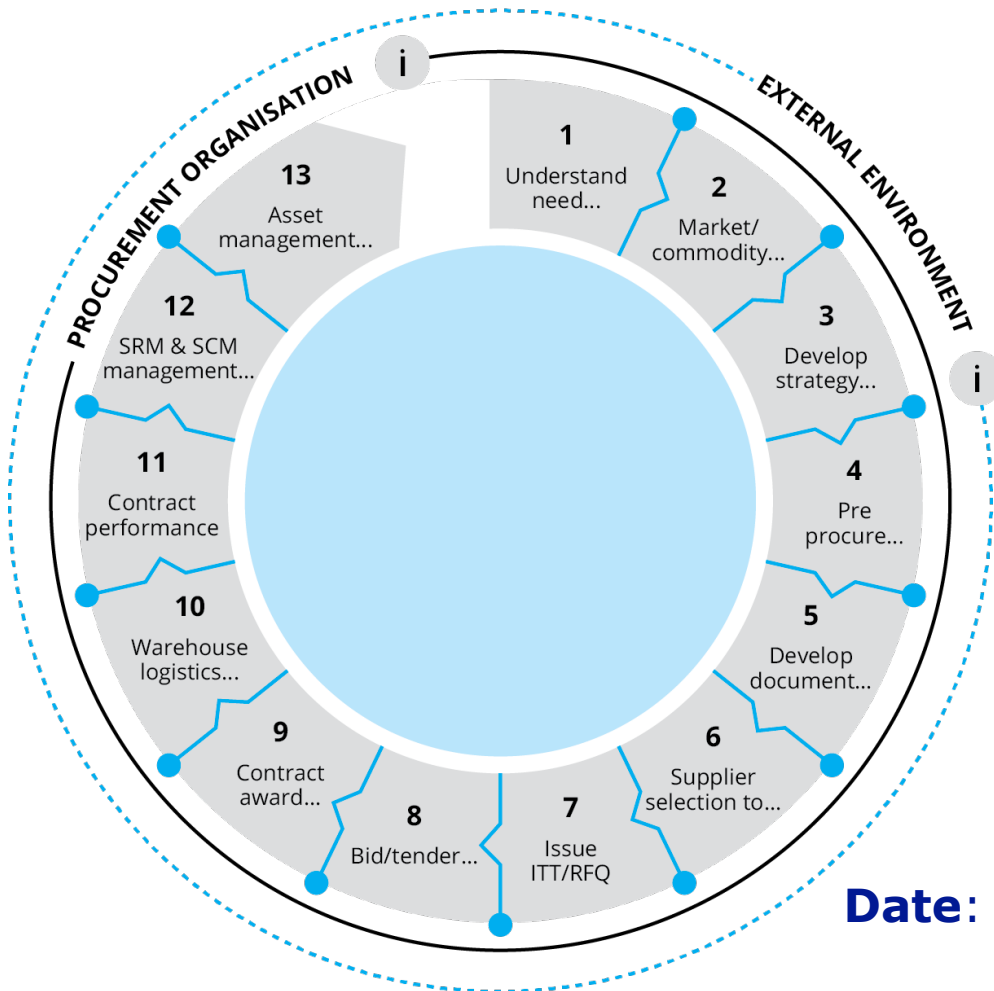 PROCUREMENT ORGANISATION
i
EXTERNAL ENVIRONMENT
i
1
Understand
need...
2
Market/
commodity...
3
Develop
strategy...
4
Pre
procure...
5
Develop
document...
6
Supplier
selection to...
7
Issue
ITT/RFQ
8
Bid/tender...
9
Contract
award...
10
Warehouse
logistics...
11
Contract
performance
12
SRM & SCM
management...
13
Asset
management...
Date: